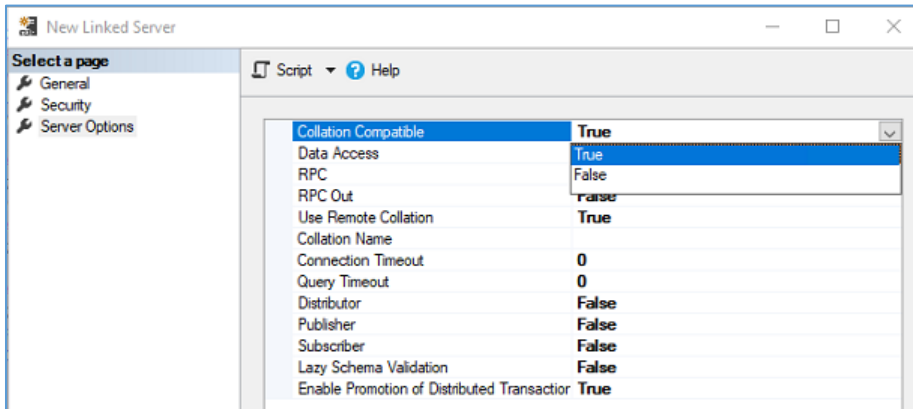 New Linked Server
Select a page
General
Security
Server Options
Script Help
Collation Compatible True
Data Access True
RPC False
RPC Out False
Use Remote Collation True
Collation Name
Connection Timeout 0
Query Timeout 0
Distributor False
Publisher False
Subscriber False
Lazy Schema Validation False
Enable Promotion of Distributed Transaction True